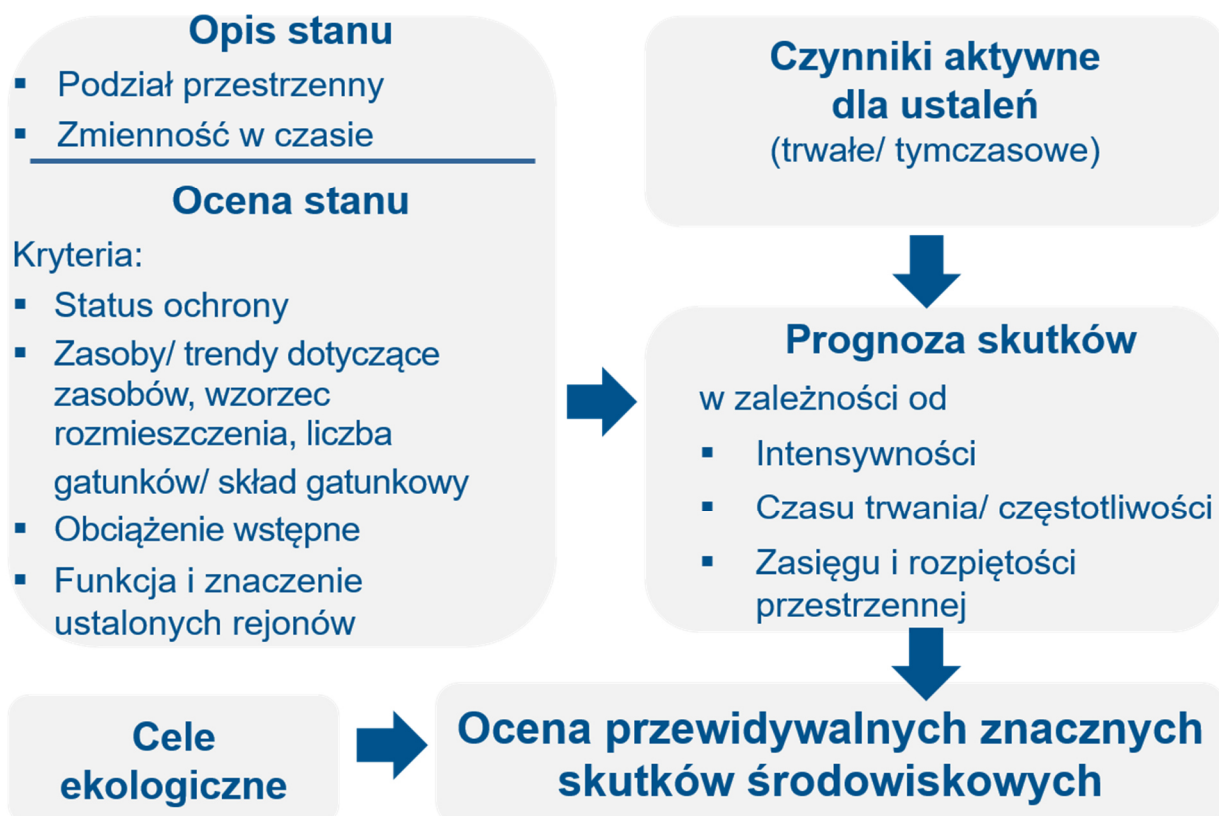 Opis stanu
▪ Podział przestrzenny
▪ Zmienność w czasie
Ocena stanu
Kryteria:
▪ Status ochrony
▪ Zasoby/ trendy dotyczące
zasobów, wzorzec
rozmieszczenia, liczba
gatunków/ skład gatunkowy
▪ Obciążenie wstępne
▪ Funkcja i znaczenie
ustalonych rejonów
Czynniki aktywne
dla ustaleń
(trwałe/ tymczasowe)
Prognoza skutków
w zależności od
▪ Intensywności
▪ Czasu trwania/ częstotliwości
▪ Zasięgu i rozpiętości
przestrzennej
Cele
ekologiczne
Ocena przewidywalnych znacznych
skutków środowiskowych